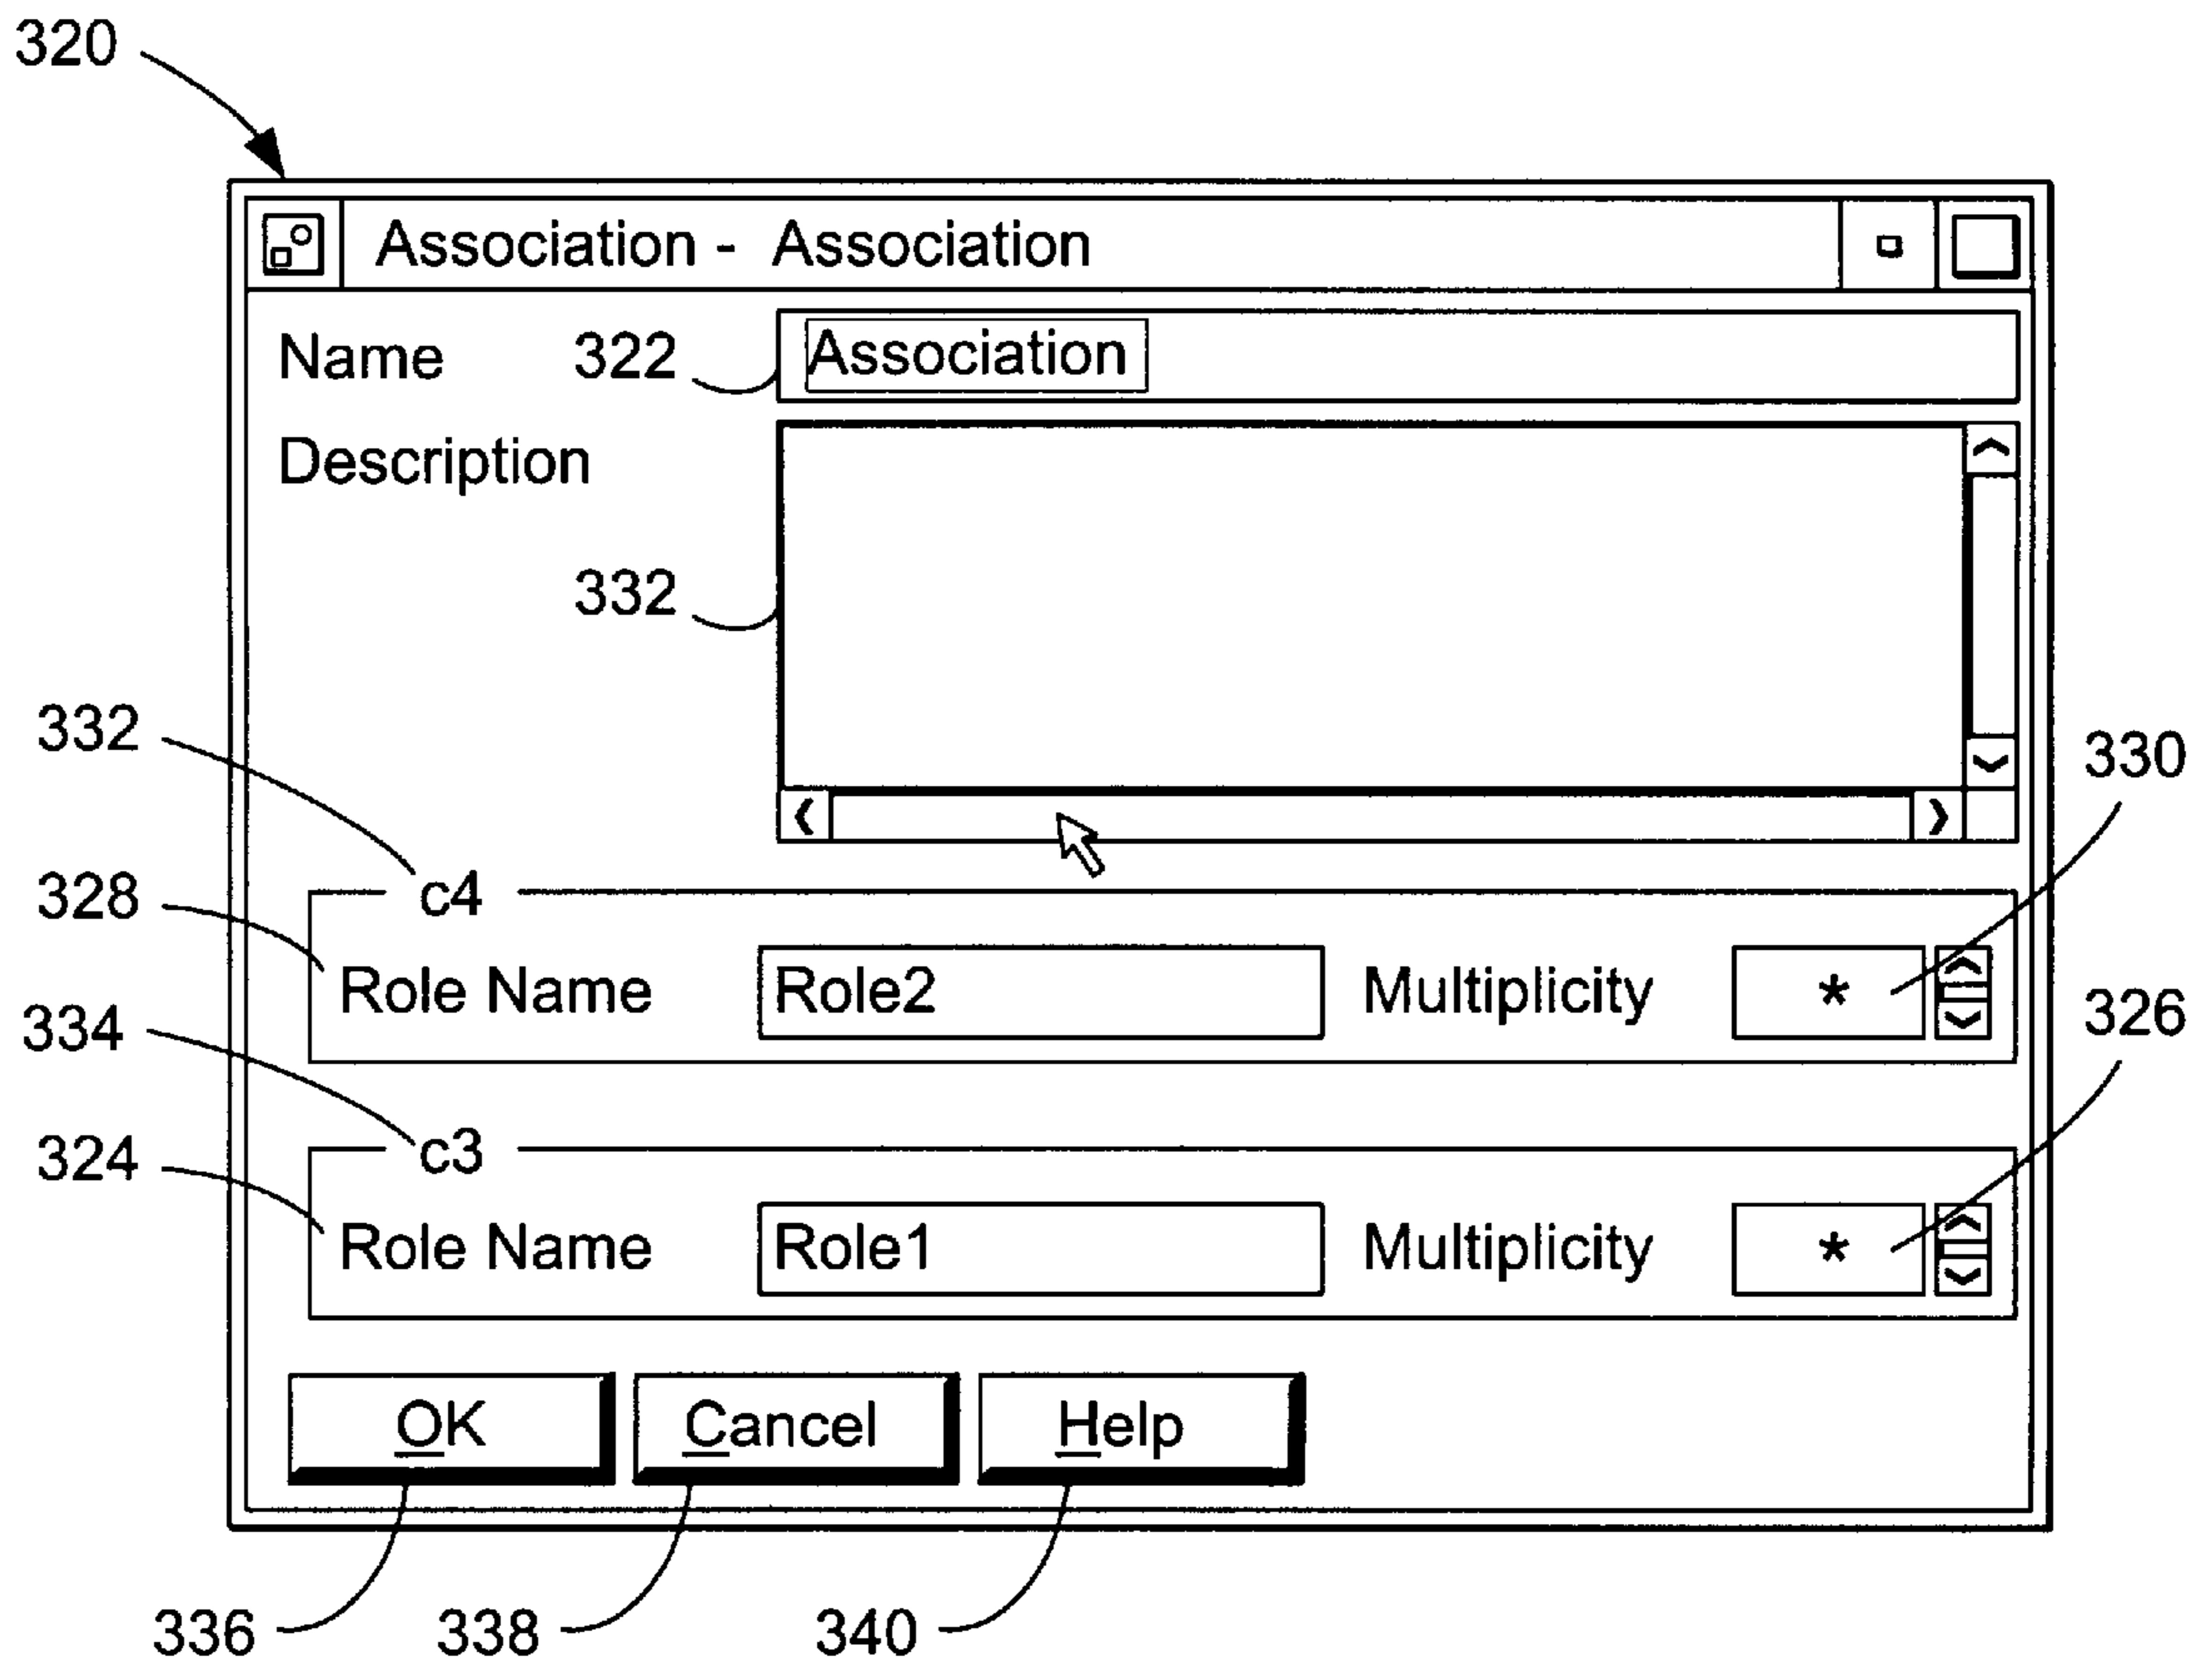 320
Association - Association
Name 322 Association
Description
332
332
330
c4
328
Role Name Role2 Multiplicity *
334
326
c3
324
Role Name Role1 Multiplicity *
OK Cancel Help
336 338 340